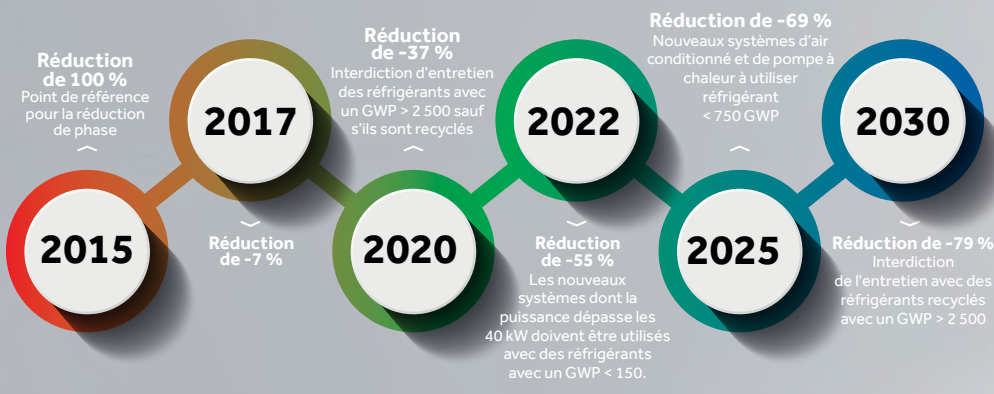 Réduction
de 100 %
Point de référence
pour la réduction
de phase
2015
2017
Réduction
de -7 %
Réduction
de -37 %
Interdiction d'entretien
des réfrigérants avec
un GWP > 2 500 sauf
s'ils sont recyclés
2020
2022
Réduction
de -55 %
Les nouveaux
systèmes dont la
puissance dépasse les
40 kW doivent être utilisés
avec des réfrigérants
avec un GWP < 150.
Réduction de -69 %
Nouveaux systèmes d'air
conditionné et de pompe à
chaleur à utiliser
réfrigérant
< 750 GWP
2025
2030
Réduction de -79 %
Interdiction
de l'entretien avec des
réfrigérants recyclés
avec un GWP > 2 500